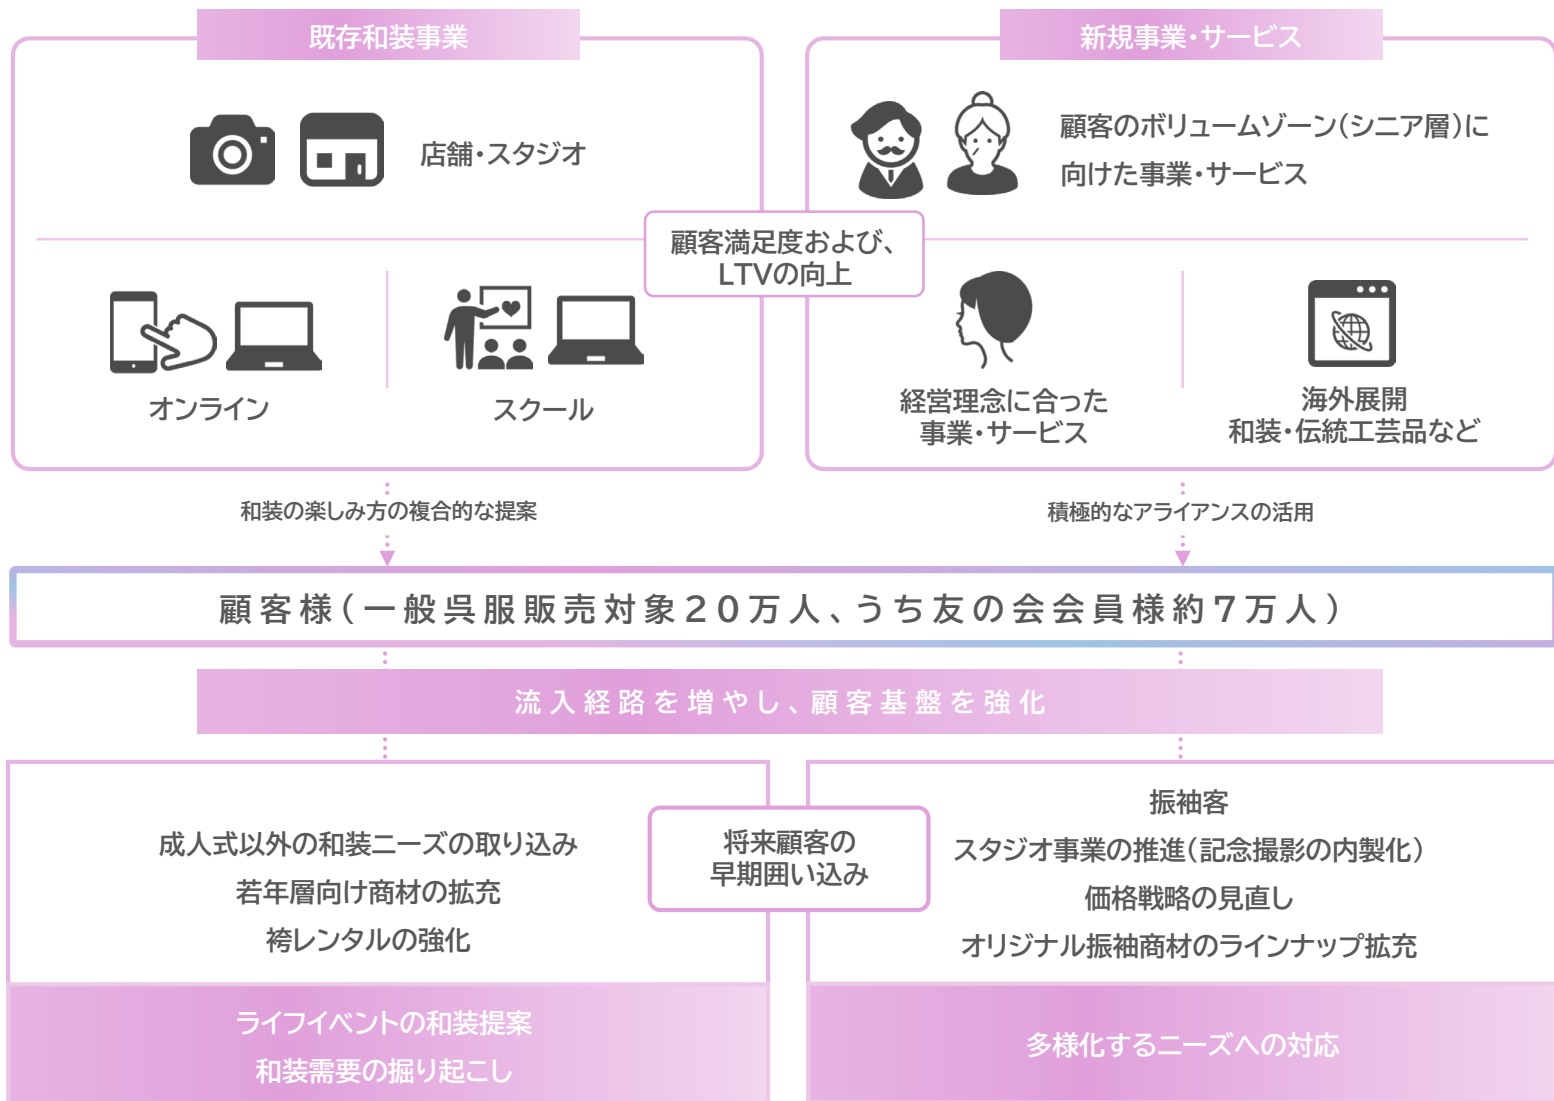 既存和装事業
新規事業・サービス
店舗・スタジオ
顧客のボリュームゾーン(シニア層)に
向けた事業・サービス
顧客満足度および、
LTVの向上
オンライン
スクール
経営理念に合った
事業・サービス
海外展開
和装・伝統工芸品など
和装の楽しみ方の複合的な提案
積極的なアライアンスの活用
顧客様(一般呉服販売対象20万人、うち友の会会員様約7万人)
流入経路を増やし、顧客基盤を強化
成人式以外の和装ニーズの取り込み
若年層向け商材の拡充
袴レンタルの強化
将来顧客の
早期囲い込み
振袖客
スタジオ事業の推進(記念撮影の内製化)
価格戦略の見直し
オリジナル振袖商材のラインナップ拡充
ライフイベントの和装提案
和装需要の掘り起こし
多様化するニーズへの対応